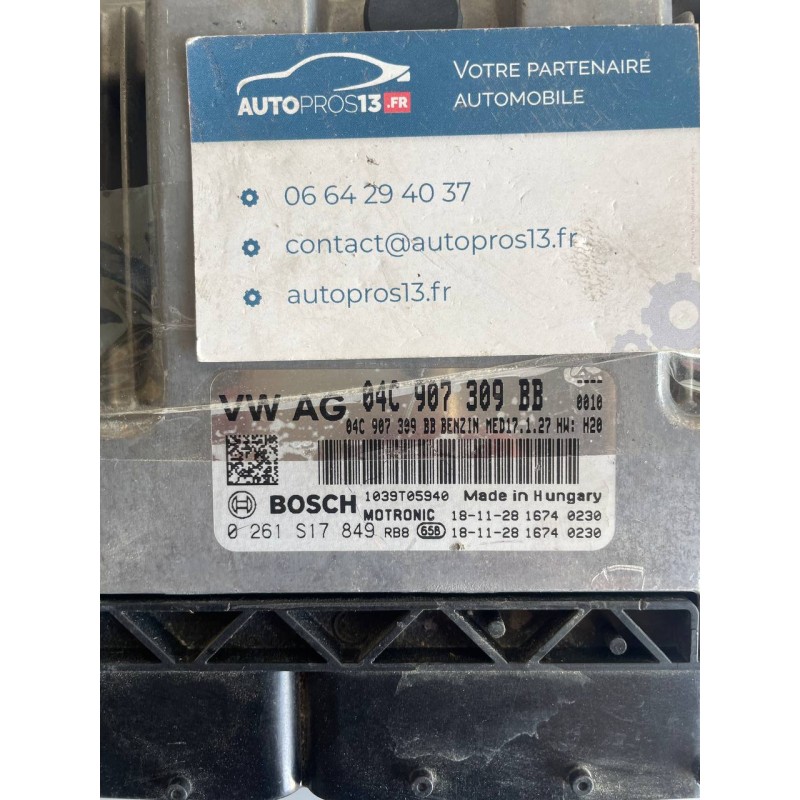 AUTOPROS13.FR
VOTRE PARTENAIRE
AUTOMOBILE
06 64 29 40 37
contact@autopros13.fr
autopros13.fr
VW AG 04C 907 309 BB ----
0010
04C 907 309 BB BENZIN MED17.1.27 HW: H20
BOSCH 1039T05940 Made in Hungary
MOTRONIC 18-11-28 1674 0230
0 261 S17 849 RB8 65B 18-11-28 1674 0230